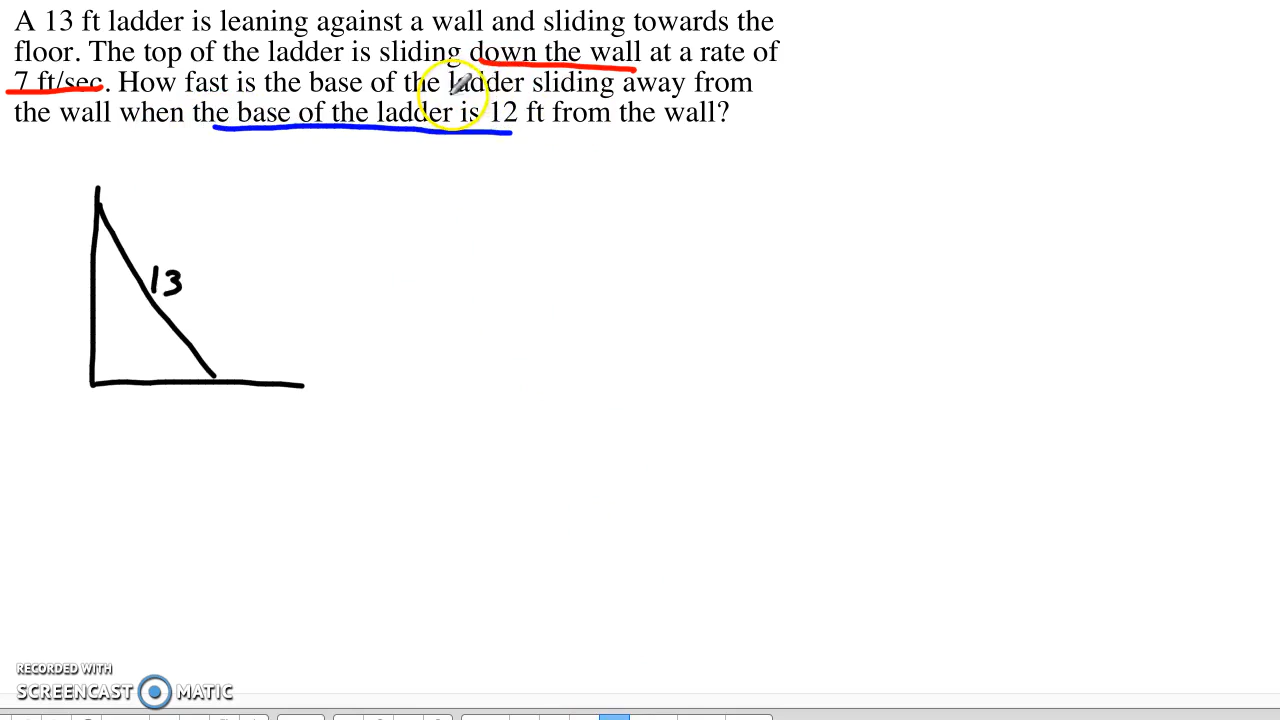 A 13 ft ladder is leaning against a wall and sliding towards the
floor. The top of the ladder is sliding down the wall at a rate of
7 ft/sec. How fast is the base of the ladder sliding away from
the wall when the base of the ladder is 12 ft from the wall?
13
RECORDED WITH
SCREENCAST MATIC